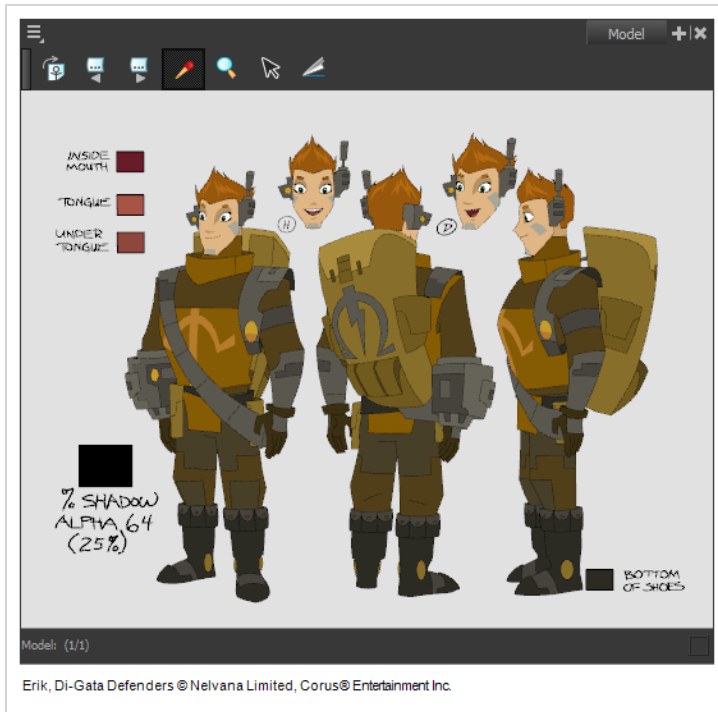 Model
INSIDE
MOUTH
TONGUE
UNDER
TONGUE
H
D
% SHADOW
ALPHA 64
(25%)
BOTTOM
OF SHOES
Model: (1/1)
Erik, Di-Gata Defenders © Nelvana Limited, Corus® Entertainment Inc.